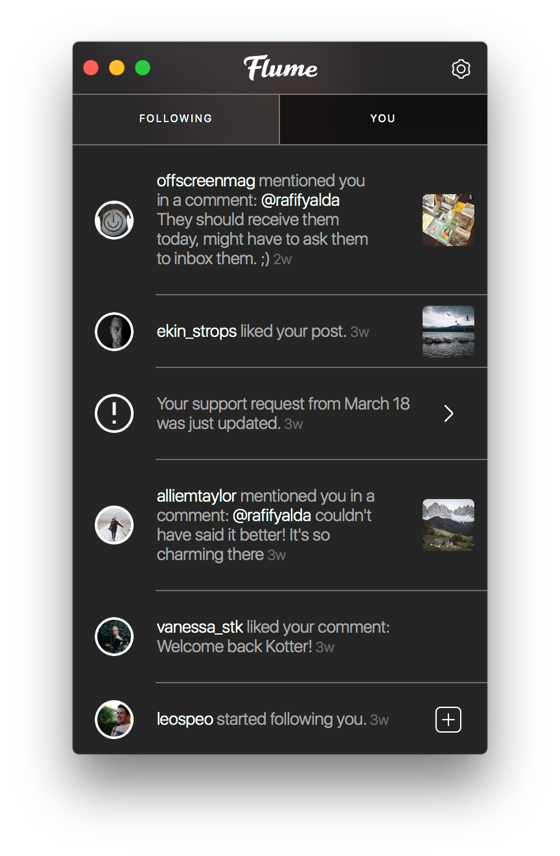 Flume
FOLLOWING
YOU
offscreenmag mentioned you
in a comment: @rafifyalda
They should receive them
today, might have to ask them
to inbox them. ;) 2w
ekin_strops liked your post. 3w
Your support request from March 18
was just updated. 3w
alliemtaylor mentioned you in a
comment: @rafifyalda couldn't
have said it better! It's so
charming there 3w
vanessa_stk liked your comment:
Welcome back Kotter! 3w
leospeo started following you. 3w